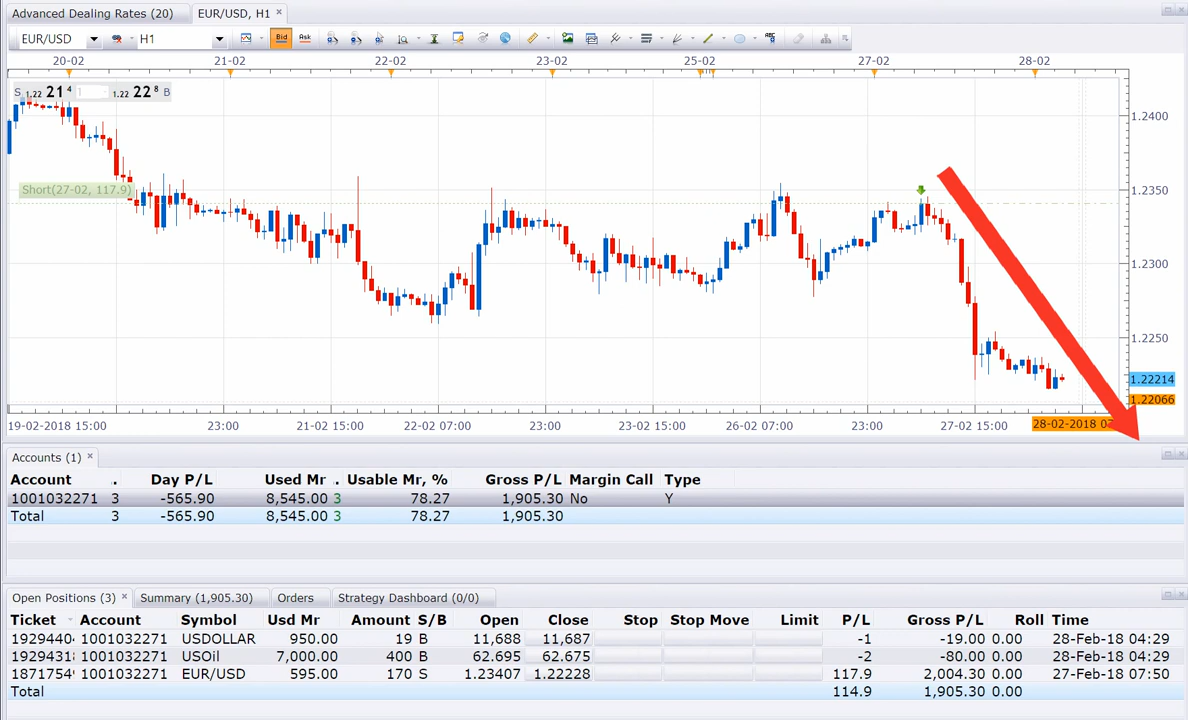 Advanced Dealing Rates (20) EUR/USD, H1
EUR/USD H1 Bid Ask
20-02 21-02 22-02 23-02 25-02 27-02 28-02
S 1.22 21 4 1 1.22 22 8 B
1.2400
Short(27-02, 117.9)
1.2350
1.2300
1.2250
1.22214
1.22066
19-02-2018 15:00 23:00 21-02 15:00 22-02 07:00 23:00 23-02 15:00 26-02 07:00 23:00 27-02 15:00 28-02-2018
Accounts (1)
Account . Day P/L Used Mr . Usable Mr, % Gross P/L Margin Call Type
1001032271 3 -565.90 8,545.00 3 78.27 1,905.30 No Y
Total 3 -565.90 8,545.00 3 78.27 1,905.30
Open Positions (3) Summary (1,905.30) Orders Strategy Dashboard (0/0)
Ticket Account Symbol Usd Mr Amount S/B Open Close Stop Stop Move Limit P/L Gross P/L Roll Time
1929440 1001032271 USDOLLAR 950.00 19 B 11,688 11,687 -1 -19.00 0.00 28-Feb-18 04:29
1929431 1001032271 USOil 7,000.00 400 B 62.695 62.675 -2 -80.00 0.00 28-Feb-18 04:29
1871754 1001032271 EUR/USD 595.00 170 S 1.23407 1.22228 117.9 2,004.30 0.00 27-Feb-18 07:50
Total 114.9 1,905.30 0.00